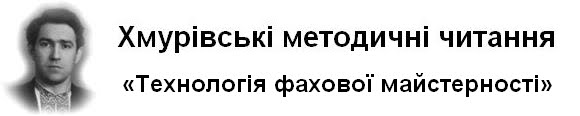 Хмурівські методичні читання
«Технологія фахової майстерності»